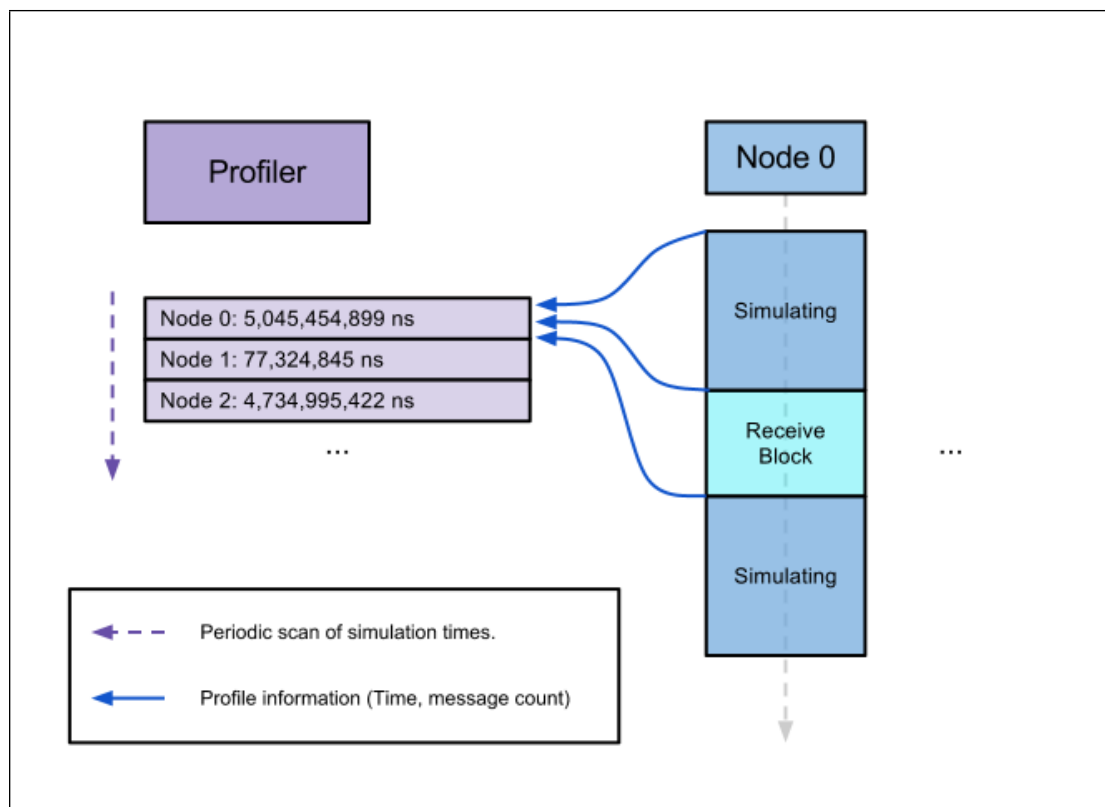 Profiler
Node 0
Simulating
Node 0: 5,045,454,899 ns
Node 1: 77,324,845 ns
Node 2: 4,734,995,422 ns
...
Receive
Block
...
Simulating
Periodic scan of simulation times.
Profile information (Time, message count)